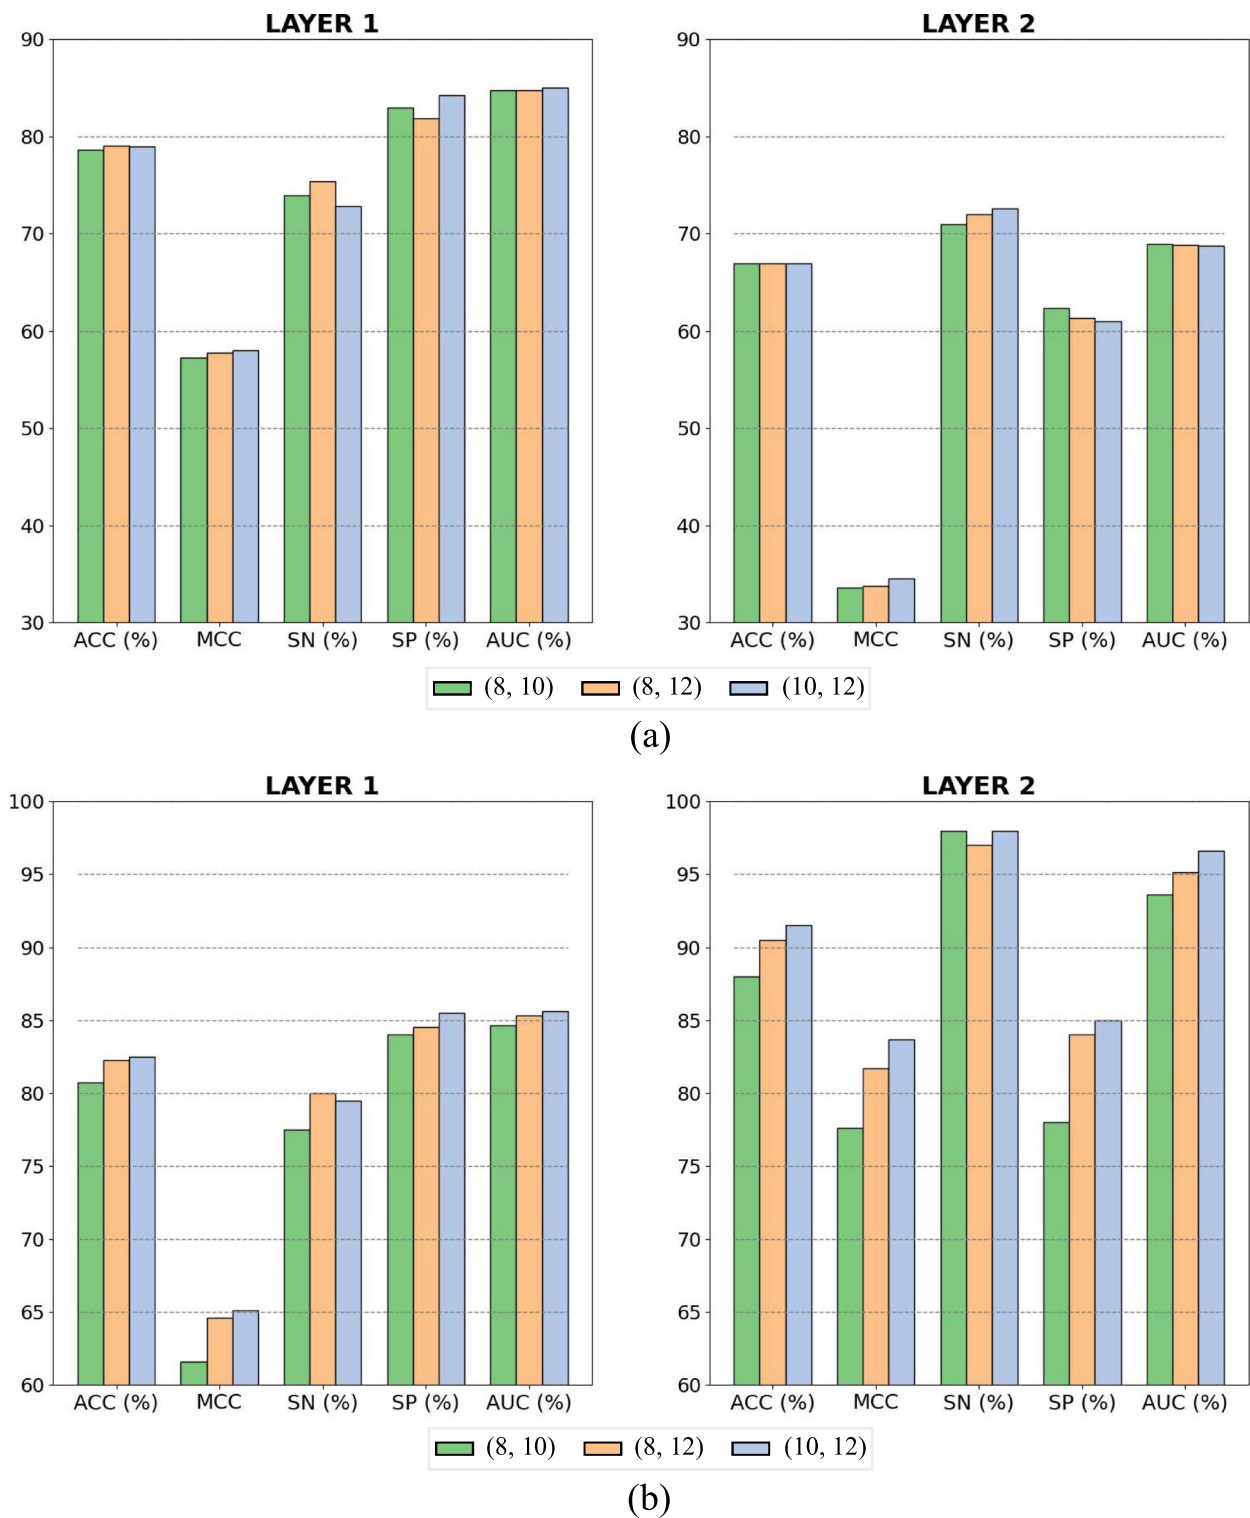 LAYER 1 LAYER 2
90 90
80 80
70 70
60 60
50 50
40 40
30 30
ACC (%) MCC SN (%) SP (%) AUC (%) ACC (%) MCC SN (%) SP (%) AUC (%)
(8, 10) (8, 12) (10, 12)
(a)
LAYER 1 LAYER 2
100 100
95 95
90 90
85 85
80 80
75 75
70 70
65 65
60 60
ACC (%) MCC SN (%) SP (%) AUC (%) ACC (%) MCC SN (%) SP (%) AUC (%)
(8, 10) (8, 12) (10, 12)
(b)